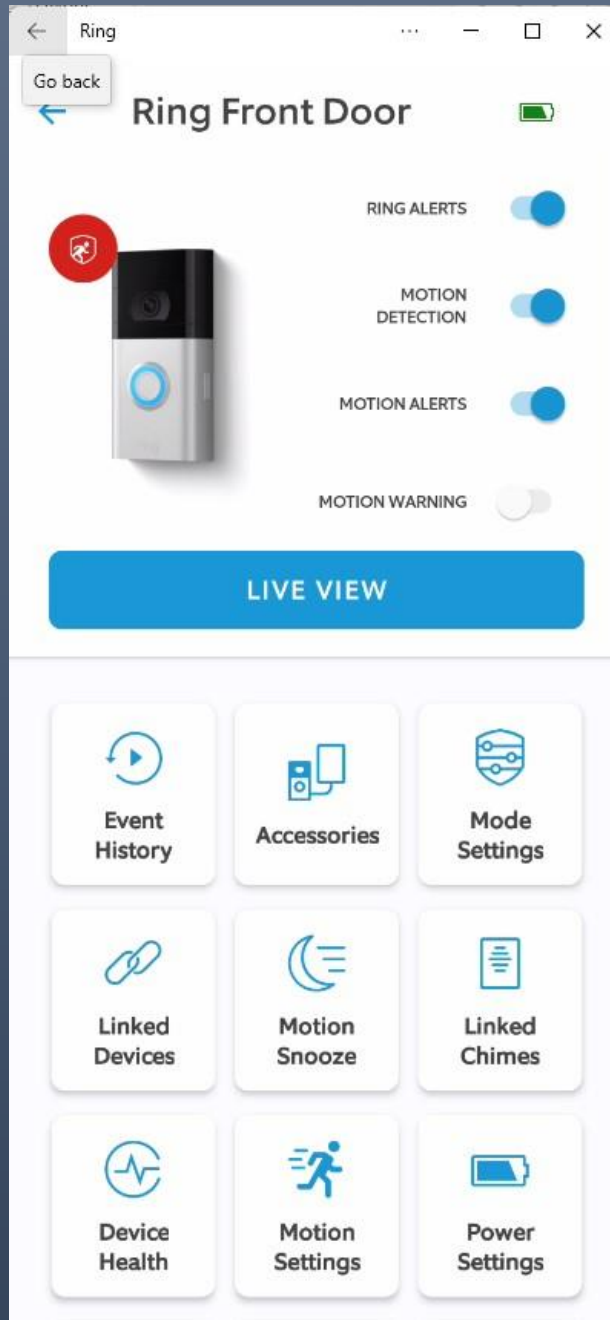 Ring
Go back
Ring Front Door
RING ALERTS
MOTION
DETECTION
MOTION ALERTS
MOTION WARNING
LIVE VIEW
Event
History
Accessories
Mode
Settings
Linked
Devices
Motion
Snooze
Linked
Chimes
Device
Health
Motion
Settings
Power
Settings